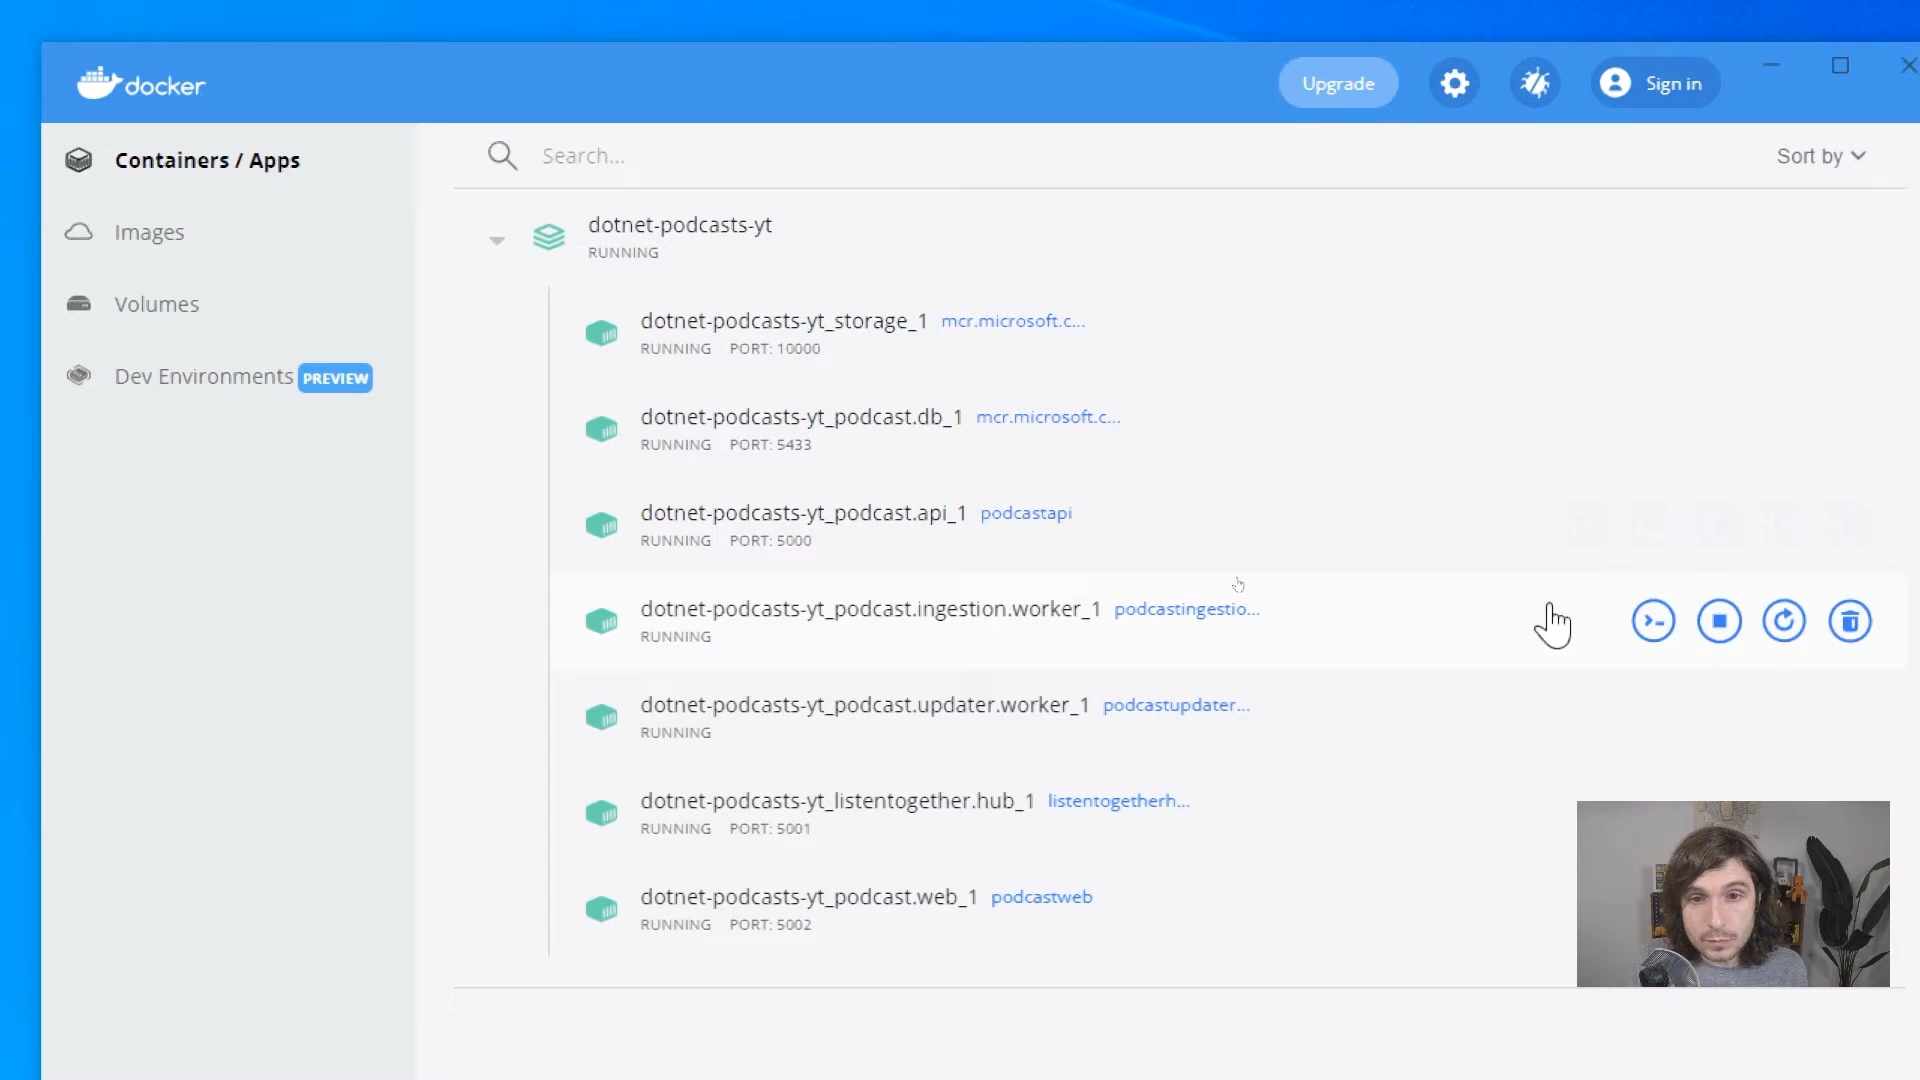 docker
Upgrade
Sign in
Containers / Apps
Images
Volumes
Dev Environments PREVIEW
Search...
Sort by
dotnet-podcasts-yt
RUNNING
dotnet-podcasts-yt_storage_1 mcr.microsoft.c...
RUNNING PORT: 10000
dotnet-podcasts-yt_podcast.db_1 mcr.microsoft.c...
RUNNING PORT: 5433
dotnet-podcasts-yt_podcast.api_1 podcastapi
RUNNING PORT: 5000
dotnet-podcasts-yt_podcast.ingestion.worker_1 podcastingestio...
RUNNING
dotnet-podcasts-yt_podcast.updater.worker_1 podcastupdater...
RUNNING
dotnet-podcasts-yt_listentogether.hub_1 listentogetherh...
RUNNING PORT: 5001
dotnet-podcasts-yt_podcast.web_1 podcastweb
RUNNING PORT: 5002